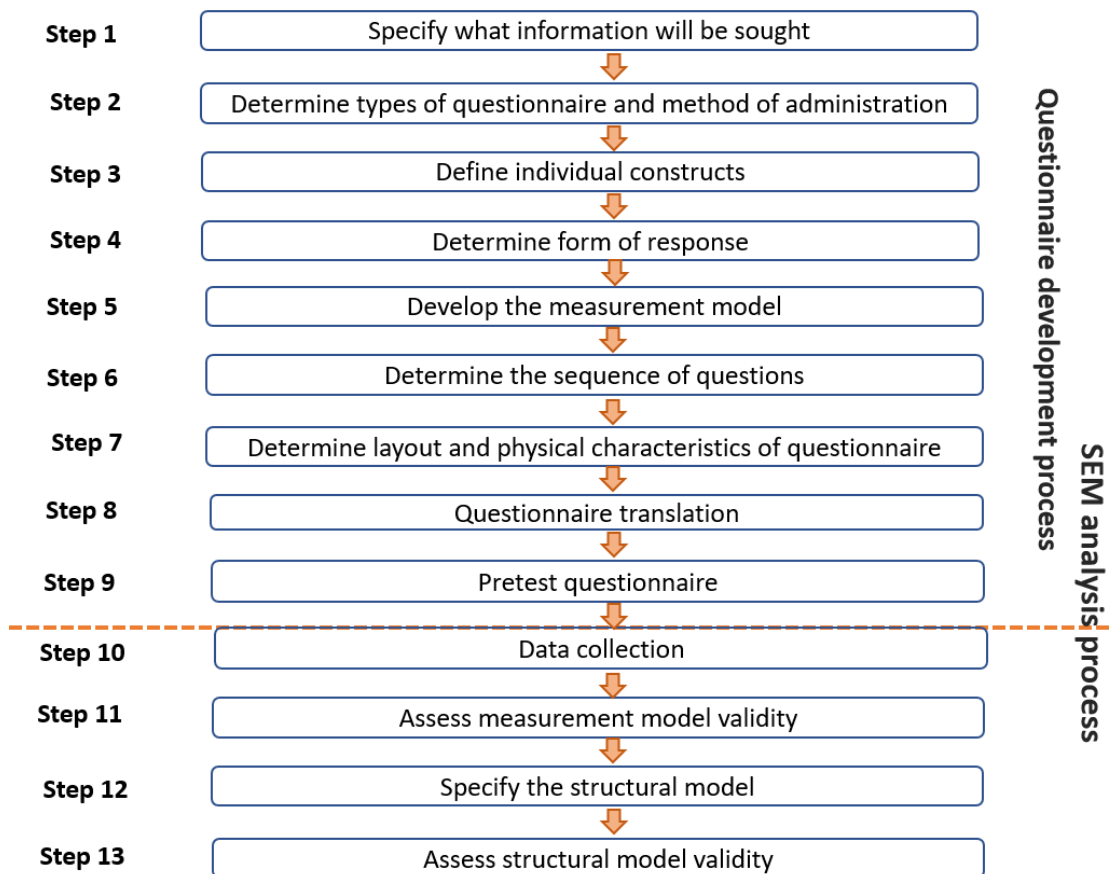 Step 1
Specify what information will be sought
Step 2
Determine types of questionnaire and method of administration
Step 3
Define individual constructs
Step 4
Determine form of response
Step 5
Develop the measurement model
Step 6
Determine the sequence of questions
Step 7
Determine layout and physical characteristics of questionnaire
Step 8
Questionnaire translation
Step 9
Pretest questionnaire
Step 10
Data collection
Step 11
Assess measurement model validity
Step 12
Specify the structural model
Step 13
Assess structural model validity
Questionnaire development process
SEM analysis process